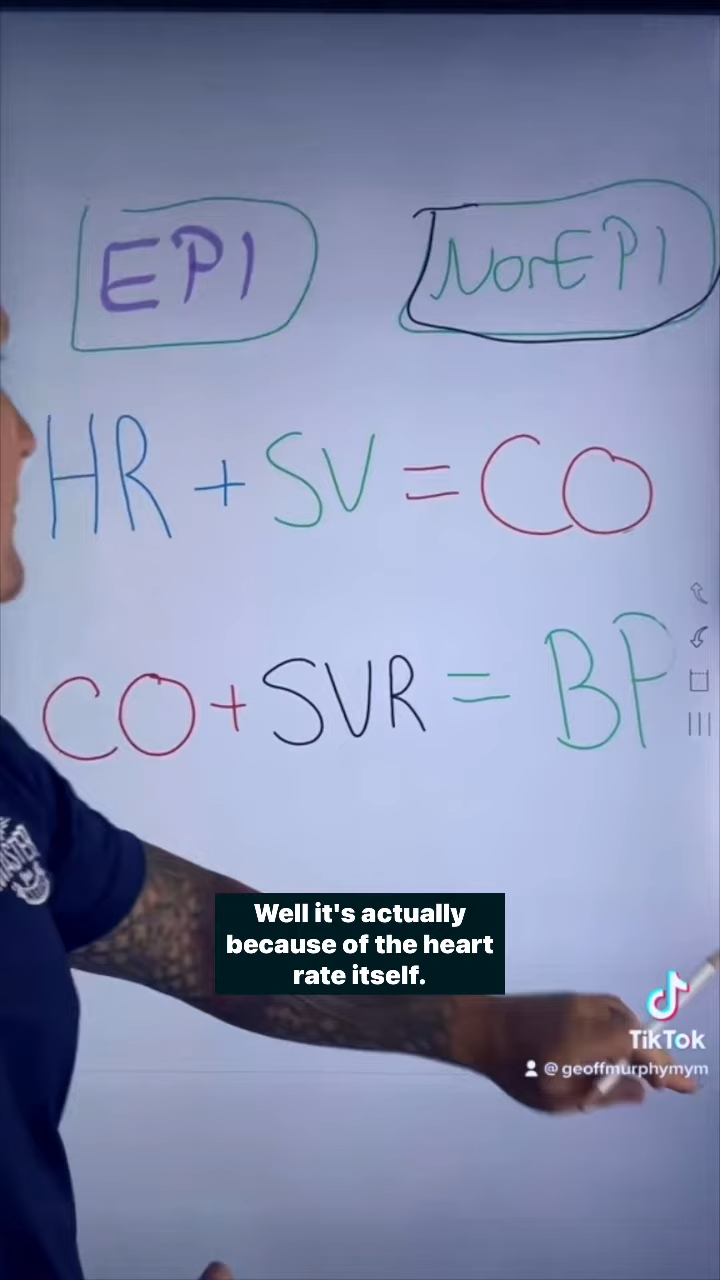 EPI
NorEPI
HR + SV = CO
CO + SVR = BP
Well it's actually
because of the heart
rate itself.
TikTok
@geoffmurphymym